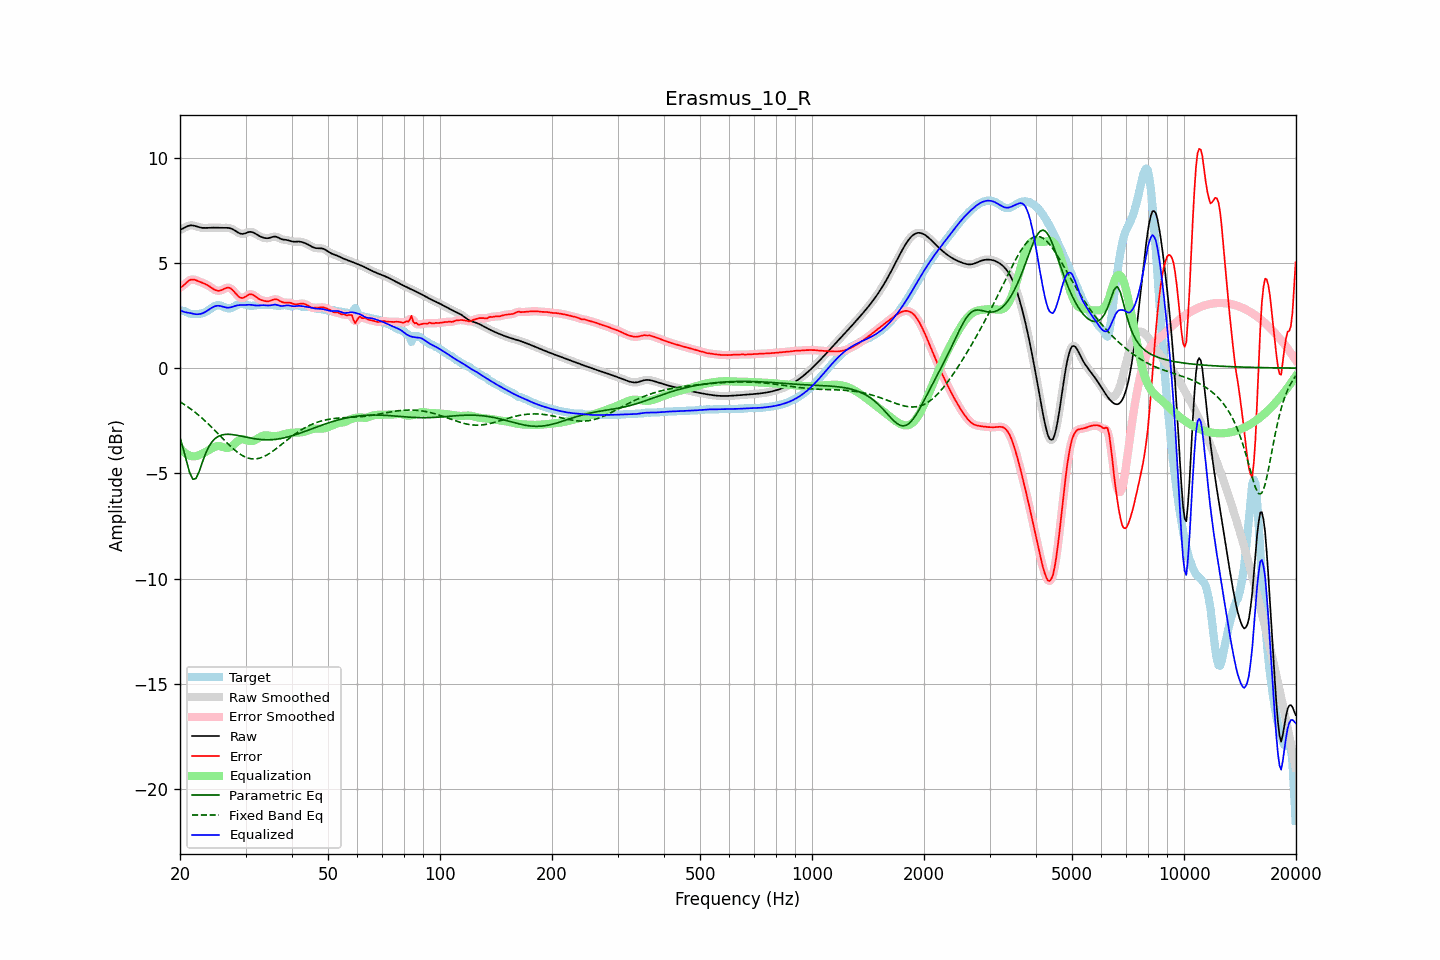 Erasmus_10_R
10
5
0
−5
−10
−15
−20
Amplitude (dBr)
Target
Raw Smoothed
Error Smoothed
Raw
Error
Equalization
Parametric Eq
Fixed Band Eq
Equalized
20 50 100 200 500 1000 2000 5000 10000 20000
Frequency (Hz)